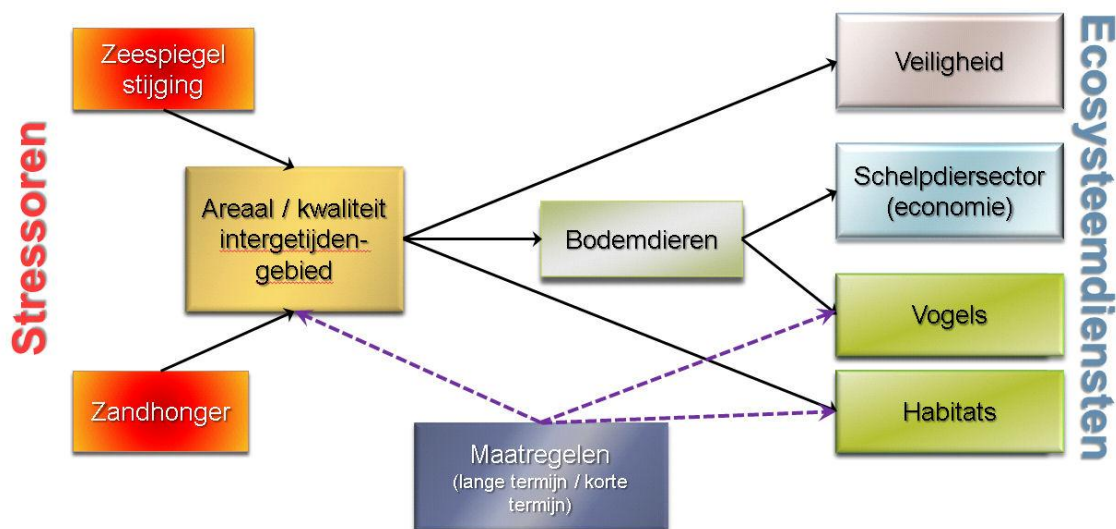 Stressoren
Zeespiegel
stijging
Zandhonger
Areaal / kwaliteit
intergetijden-
gebied
Bodemdieren
Maatregelen
(lange termijn / korte
termijn)
Veiligheid
Schelpdiersector
(economie)
Vogels
Habitats
Ecosysteemdiensten